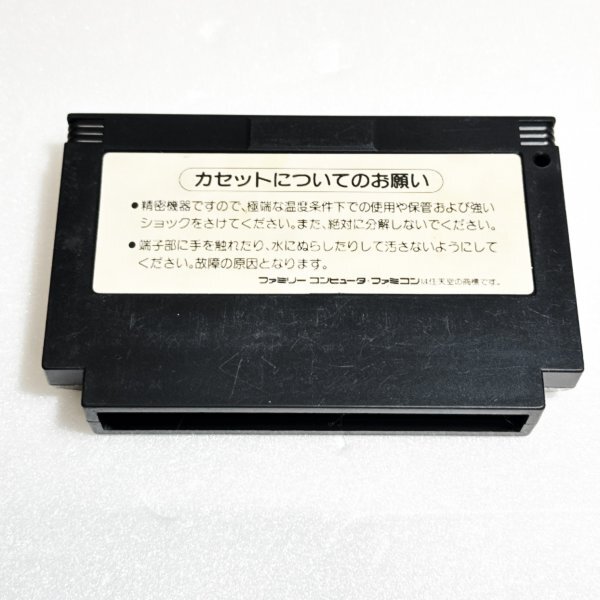 カセットについてのお願い
●精密機器ですので、極端な温度条件下での使用や保管および強い
ショックをさけてください。また、絶対に分解しないでください。
●端子部に手を触れたり、水にぬらしたりして汚さないようにして
ください。故障の原因となります。
ファミリーコンピュータ・ファミコンは任天堂の商標です。